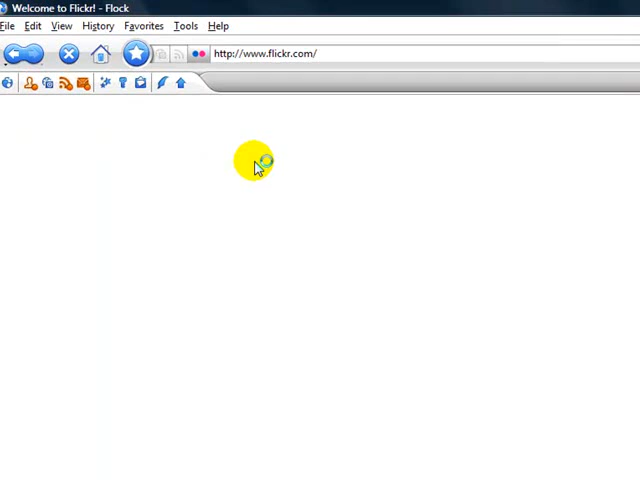 Welcome to Flickr! - Flock
File Edit View History Favorites Tools Help
http://www.flickr.com/